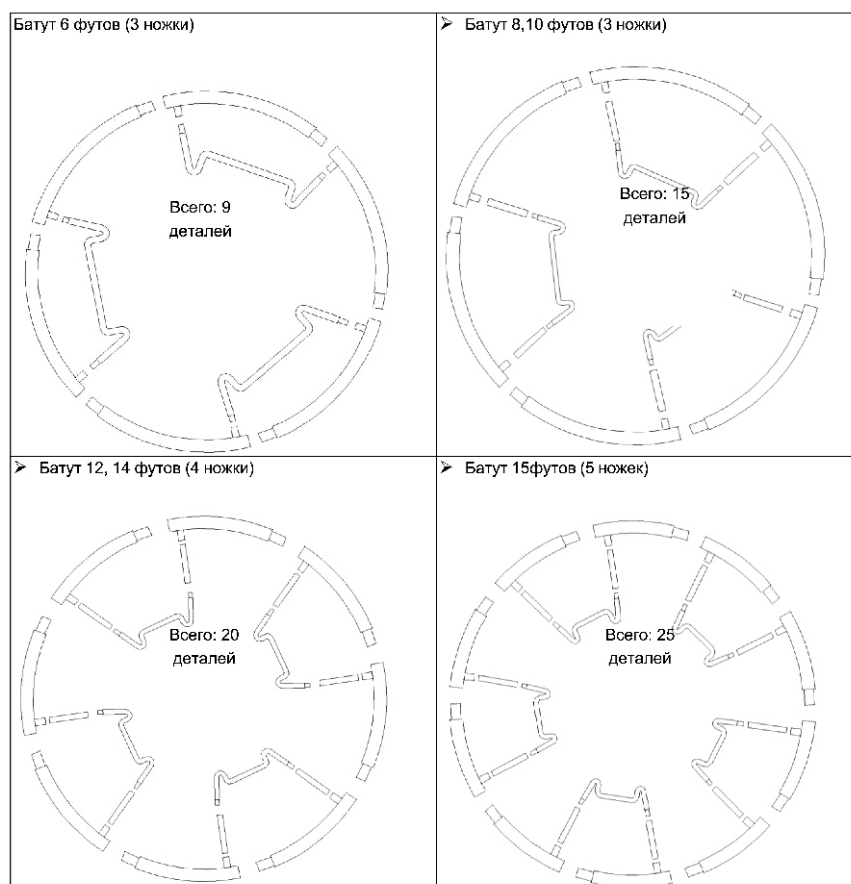 Батут 6 футов (3 ножки)
➢ Батут 8,10 футов (3 ножки)
Всего: 9
деталей
Всего: 15
деталей
➢ Батут 12, 14 футов (4 ножки)
➢ Батут 15футов (5 ножек)
Всего: 20
деталей
Всего: 25
деталей